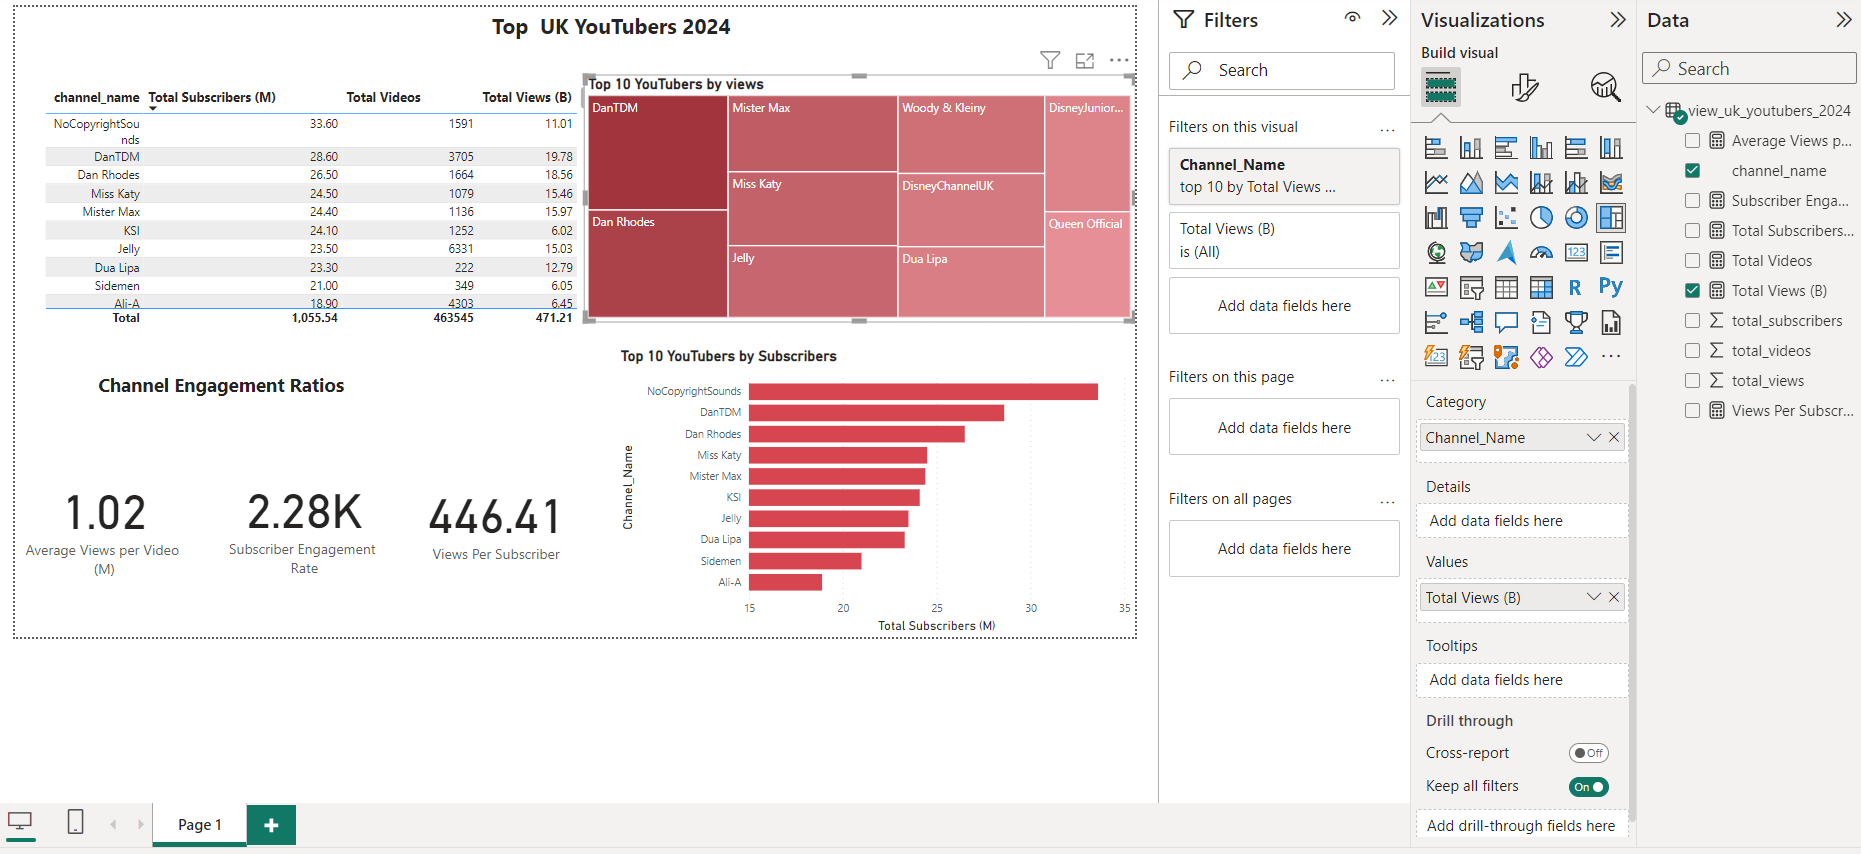 Top  UK YouTubers 2024
channel_name Total Subscribers (M) Total Videos Total Views (B)
NoCopyrightSou
nds 33.60 1591 11.01
DanTDM 28.60 3705 19.78
Dan Rhodes 26.50 1664 18.56
Miss Katy 24.50 1079 15.46
Mister Max 24.40 1136 15.97
KSI 24.10 1252 6.02
Jelly 23.50 6331 15.03
Dua Lipa 23.30 222 12.79
Sidemen 21.00 349 6.05
Ali-A 18.90 4303 6.45
Total 1,055.54 463545 471.21
Top 10 YouTubers by views
DanTDM
Dan Rhodes
Mister Max
Miss Katy
Jelly
Woody & Kleiny
DisneyChannelUK
Dua Lipa
DisneyJunior...
Queen Official
Channel Engagement Ratios
1.02
Average Views per Video
(M)
2.28K
Subscriber Engagement
Rate
446.41
Views Per Subscriber
Top 10 YouTubers by Subscribers
Channel_Name
NoCopyrightSounds
DanTDM
Dan Rhodes
Miss Katy
Mister Max
KSI
Jelly
Dua Lipa
Sidemen
Ali-A
15 20 25 30 35
Total Subscribers (M)
Page 1
+
Filters
Search
Filters on this visual ...
Channel_Name
top 10 by Total Views ...
Total Views (B)
is (All)
Add data fields here
Filters on this page ...
Add data fields here
Filters on all pages ...
Add data fields here
Visualizations
Build visual
123
R
Py
123
...
Category
Channel_Name
Details
Add data fields here
Values
Total Views (B)
Tooltips
Add data fields here
Drill through
Cross-report Off
Keep all filters On
Add drill-through fields here
Data
Search
view_uk_youtubers_2024
Average Views p...
channel_name
Subscriber Enga...
Total Subscribers...
Total Videos
Total Views (B)
total_subscribers
total_videos
total_views
Views Per Subscr...